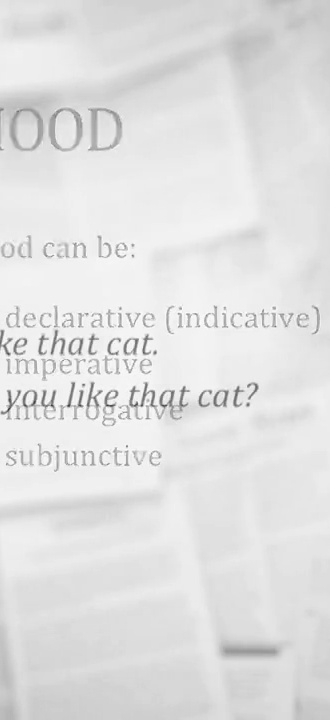 OOD
od can be:
declarative (indicative)
ke that cat.
imperative
you like that cat?
interrogative
subjunctive